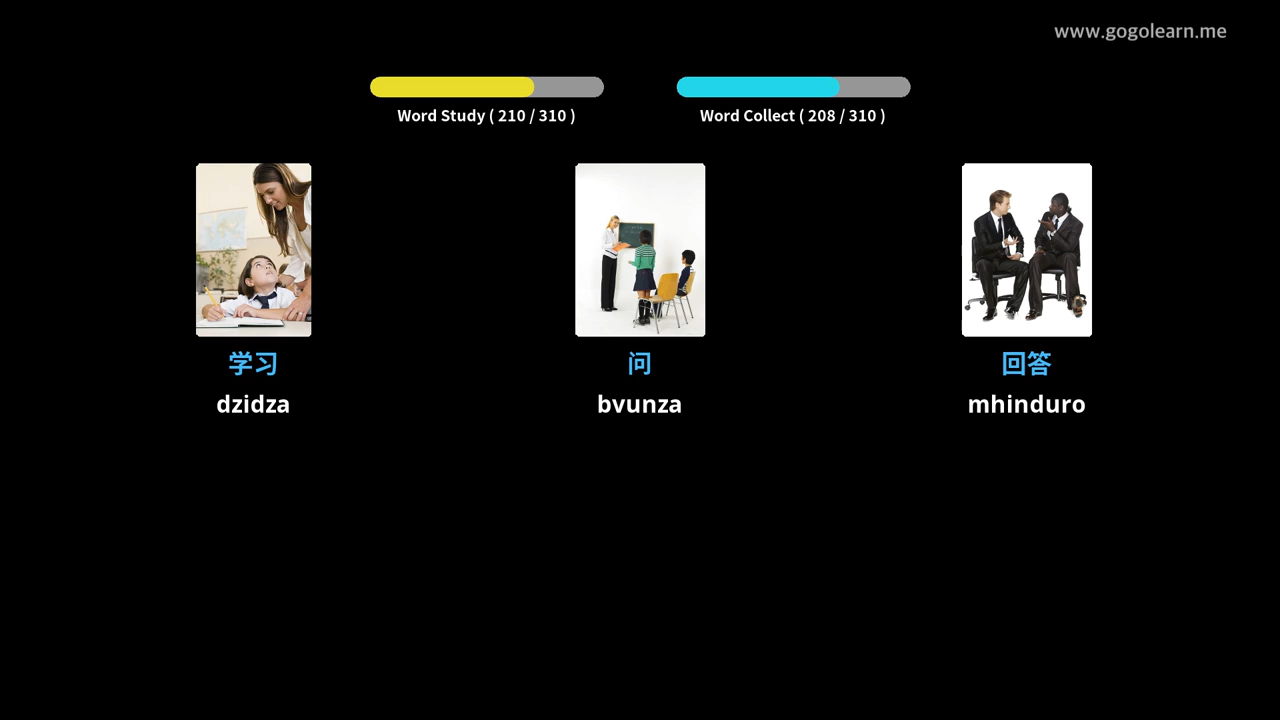 www.gogolearn.me
Word Study ( 210 / 310 )
Word Collect ( 208 / 310 )
学习
问
回答
dzidza
bvunza
mhinduro